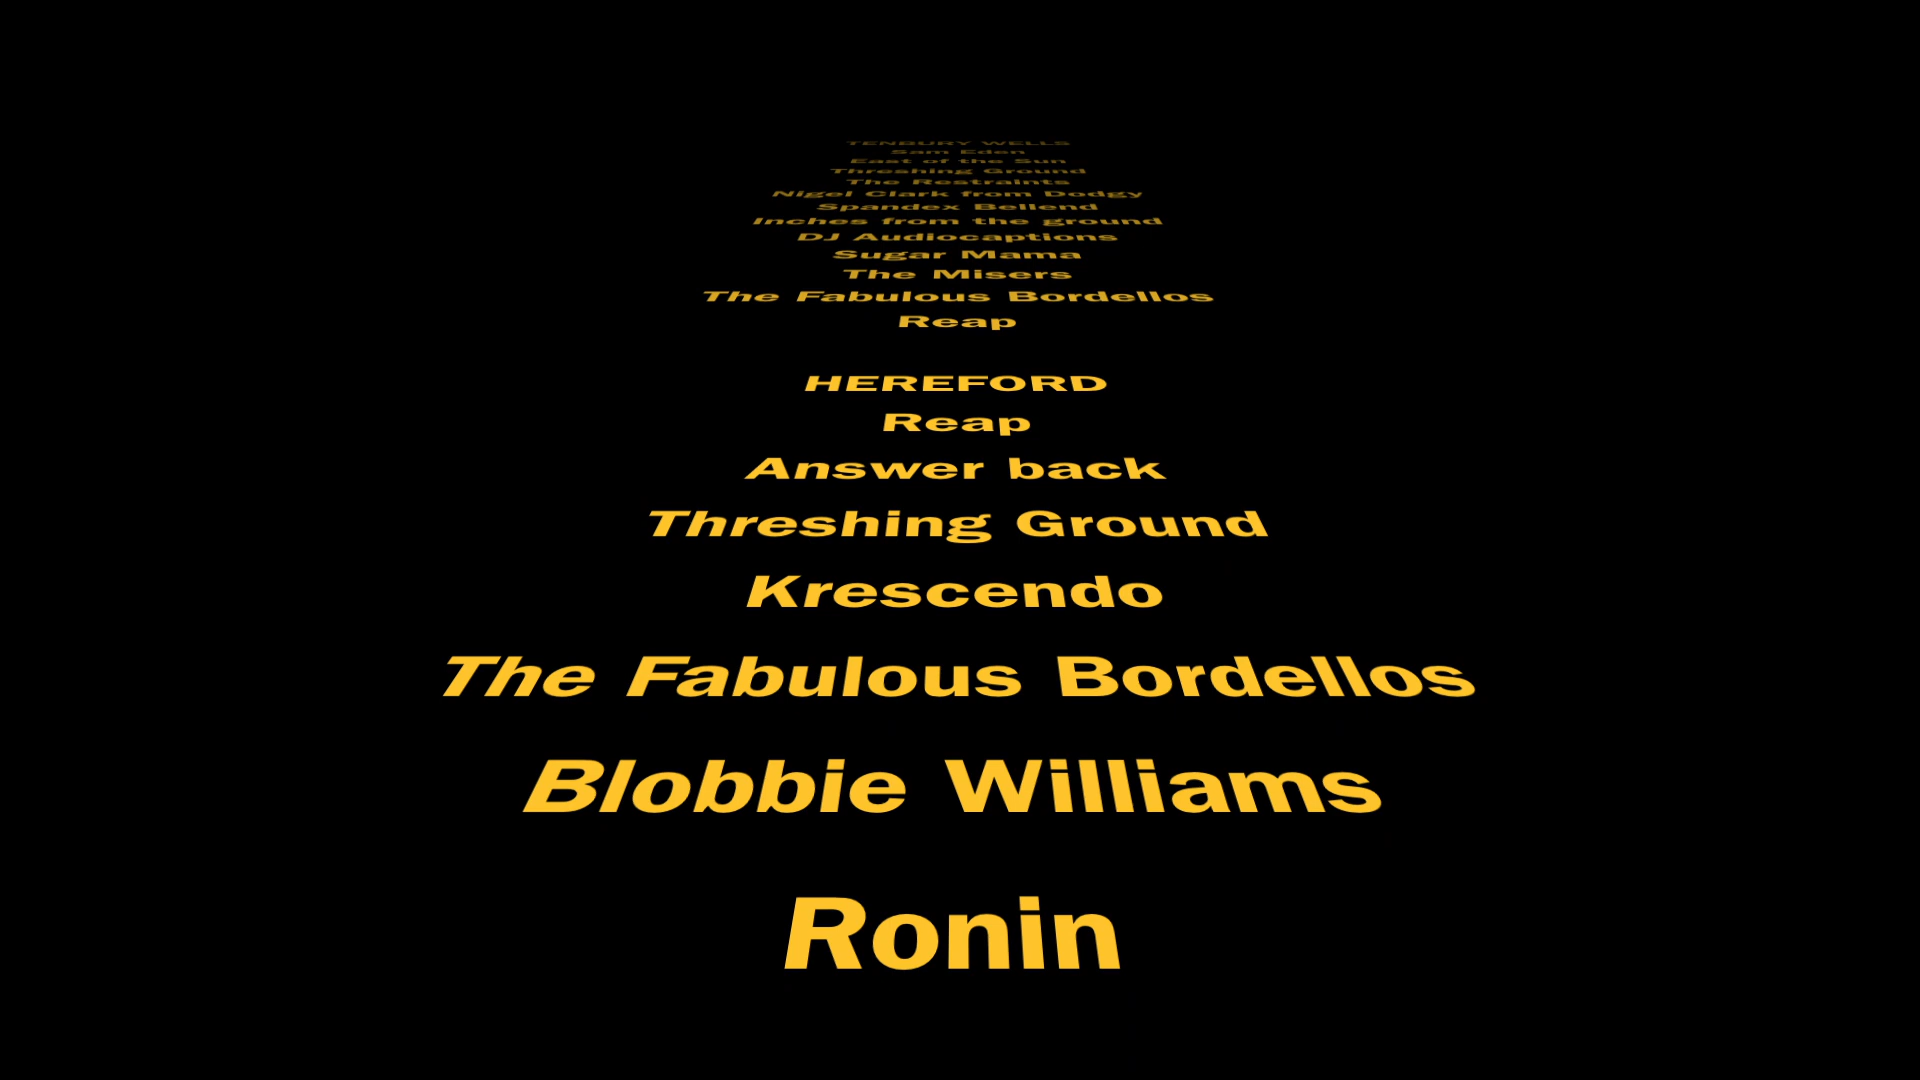 TENBURY WELLS
Sam Eden
East of the Sun
Threshing Ground
The Restraints
Nigel Clark from Dodgy
Spandex Bellend
Inches from the ground
DJ Audiocaptions
Sugar Mama
The Misers
The Fabulous Bordellos
Reap
HEREFORD
Reap
Answer back
Threshing Ground
Krescendo
The Fabulous Bordellos
Blobbie Williams
Ronin